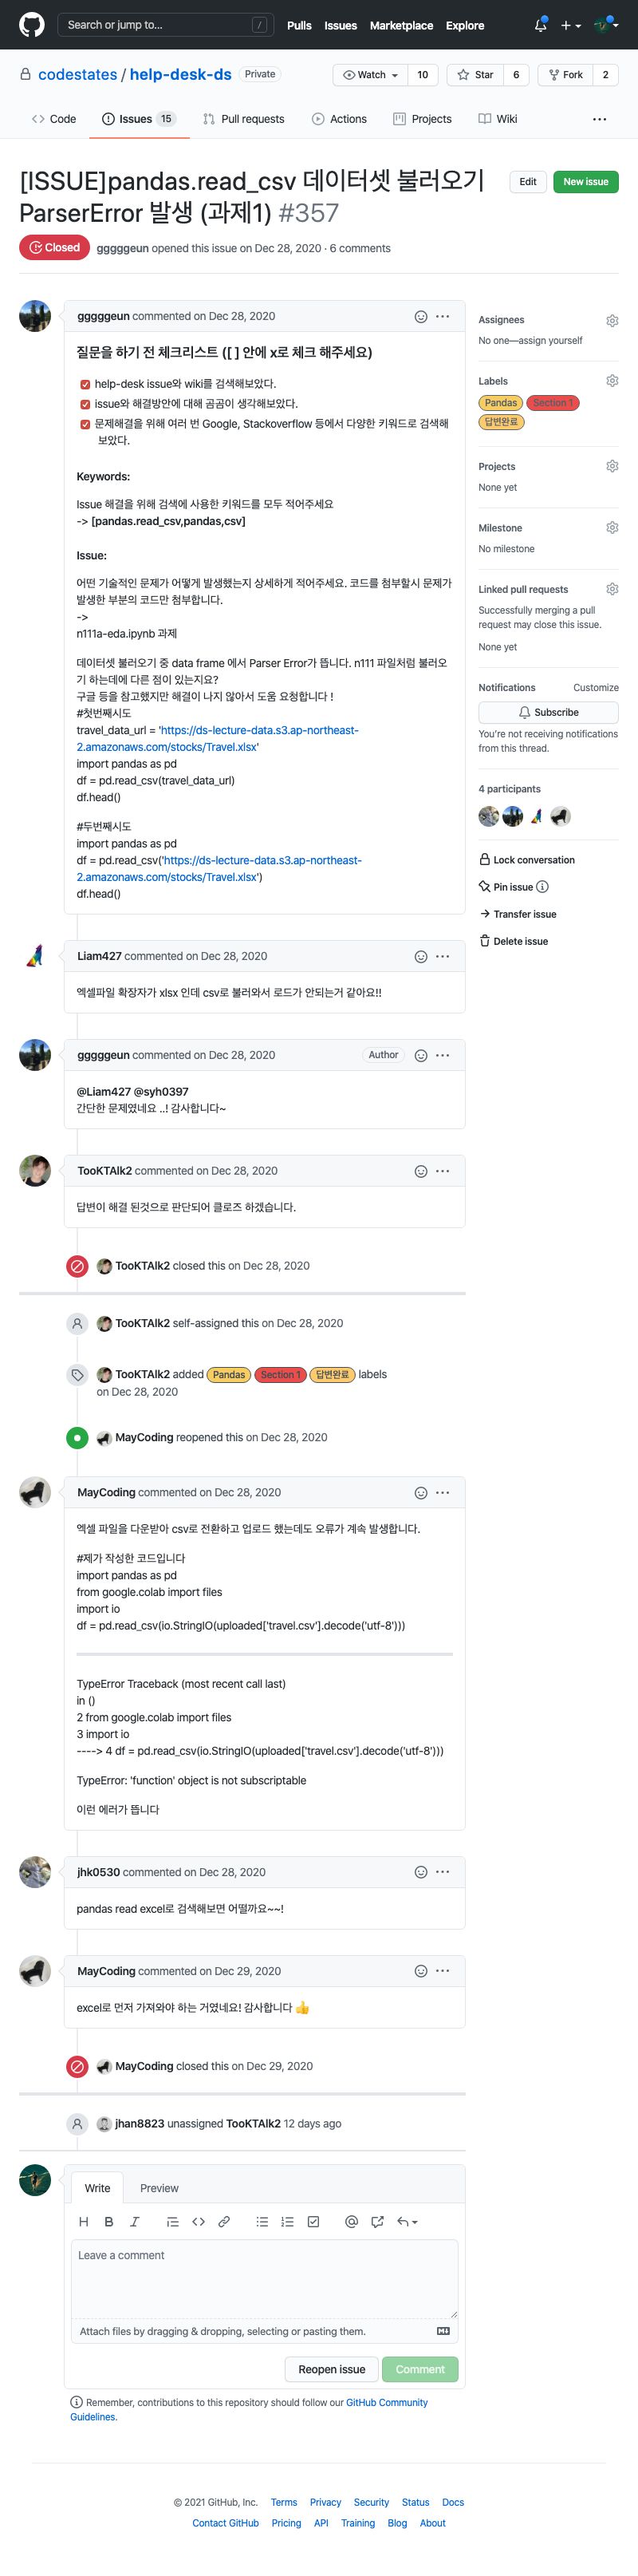 Search or jump to... /
Pulls Issues Marketplace Explore
codestates / help-desk-ds Private
Watch 10 Star 6 Fork 2
Code Issues 15 Pull requests Actions Projects Wiki
[ISSUE]pandas.read_csv 데이터셋 불러오기
ParserError 발생 (과제1) #357
Edit New issue
Closed gggggeun opened this issue on Dec 28, 2020 · 6 comments
gggggeun commented on Dec 28, 2020
질문을 하기 전 체크리스트 ([ ] 안에 x로 체크 해주세요)
help-desk issue와 wiki를 검색해보았다.
issue와 해결방안에 대해 곰곰이 생각해보았다.
문제해결을 위해 여러 번 Google, Stackoverflow 등에서 다양한 키워드로 검색해
보았다.
Keywords:
Issue 해결을 위해 검색에 사용한 키워드를 모두 적어주세요
-> [pandas.read_csv,pandas,csv]
Issue:
어떤 기술적인 문제가 어떻게 발생했는지 상세하게 적어주세요. 코드를 첨부할시 문제가
발생한 부분의 코드만 첨부합니다.
->
n111a-eda.ipynb 과제
데이터셋 불러오기 중 data frame 에서 Parser Error가 뜹니다. n111 파일처럼 불러오
기 하는데에 다른 점이 있는지요?
구글 등을 참고했지만 해결이 나지 않아서 도움 요청합니다 !
#첫번째시도
travel_data_url = 'https://ds-lecture-data.s3.ap-northeast-
2.amazonaws.com/stocks/Travel.xlsx'
import pandas as pd
df = pd.read_csv(travel_data_url)
df.head()
#두번째시도
import pandas as pd
df = pd.read_csv('https://ds-lecture-data.s3.ap-northeast-
2.amazonaws.com/stocks/Travel.xlsx')
df.head()
Assignees
No one—assign yourself
Labels
Pandas Section 1
답변완료
Projects
None yet
Milestone
No milestone
Linked pull requests
Successfully merging a pull
request may close this issue.
None yet
Notifications Customize
Subscribe
You're not receiving notifications
from this thread.
4 participants
Lock conversation
Pin issue
Transfer issue
Delete issue
Liam427 commented on Dec 28, 2020
엑셀파일 확장자가 xlsx 인데 csv로 불러와서 로드가 안되는거 같아요!!
gggggeun commented on Dec 28, 2020 Author
@Liam427 @syh0397
간단한 문제였네요 ..! 감사합니다~
TooKTAlk2 commented on Dec 28, 2020
답변이 해결 된것으로 판단되어 클로즈 하겠습니다.
TooKTAlk2 closed this on Dec 28, 2020
TooKTAlk2 self-assigned this on Dec 28, 2020
TooKTAlk2 added Pandas Section 1 답변완료 labels
on Dec 28, 2020
MayCoding reopened this on Dec 28, 2020
MayCoding commented on Dec 28, 2020
엑셀 파일을 다운받아 csv로 전환하고 업로드 했는데도 오류가 계속 발생합니다.
#제가 작성한 코드입니다
import pandas as pd
from google.colab import files
import io
df = pd.read_csv(io.StringIO(uploaded['travel.csv'].decode('utf-8')))
TypeError Traceback (most recent call last)
in ()
2 from google.colab import files
3 import io
----> 4 df = pd.read_csv(io.StringIO(uploaded['travel.csv'].decode('utf-8')))
TypeError: 'function' object is not subscriptable
이런 에러가 뜹니다
jhk0530 commented on Dec 28, 2020
pandas read excel로 검색해보면 어떨까요~~!
MayCoding commented on Dec 29, 2020
excel로 먼저 가져와야 하는 거였네요! 감사합니다 👍
MayCoding closed this on Dec 29, 2020
jhan8823 unassigned TooKTAlk2 12 days ago
Write Preview
Leave a comment
Attach files by dragging & dropping, selecting or pasting them.
Reopen issue Comment
Remember, contributions to this repository should follow our GitHub Community
Guidelines.
© 2021 GitHub, Inc. Terms Privacy Security Status Docs
Contact GitHub Pricing API Training Blog About